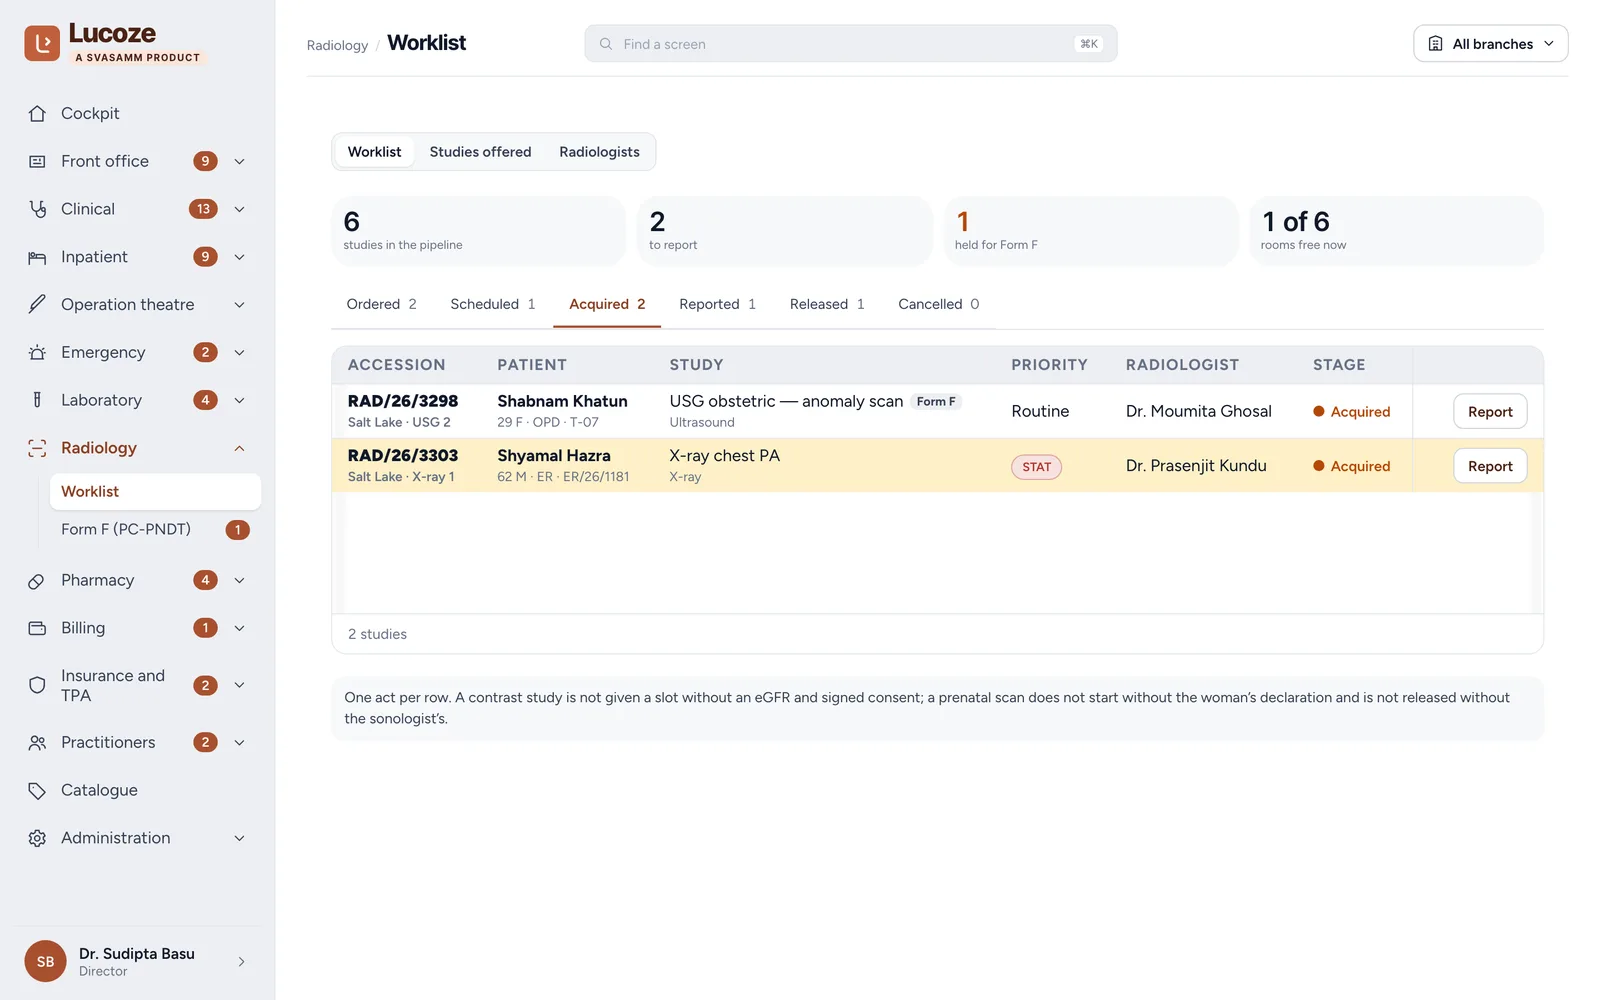 Lucoze
A SVASAMM PRODUCT
Cockpit
Front office 9
Clinical 13
Inpatient 9
Operation theatre
Emergency 2
Laboratory 4
Radiology
Worklist
Form F (PC-PNDT) 1
Pharmacy 4
Billing 1
Insurance and
TPA 2
Practitioners 2
Catalogue
Administration
SB
Dr. Sudipta Basu
Director
Radiology / Worklist
Find a screen ⌘K
All branches
Worklist Studies offered Radiologists
6
studies in the pipeline
2
to report
1
held for Form F
1 of 6
rooms free now
Ordered 2 Scheduled 1 Acquired 2 Reported 1 Released 1 Cancelled 0
ACCESSION PATIENT STUDY PRIORITY RADIOLOGIST STAGE
RAD/26/3298 Shabnam Khatun USG obstetric — anomaly scan Form F Routine Dr. Moumita Ghosal Acquired Report
Salt Lake · USG 2 29 F · OPD · T-07 Ultrasound
RAD/26/3303 Shyamal Hazra X-ray chest PA STAT Dr. Prasenjit Kundu Acquired Report
Salt Lake · X-ray 1 62 M · ER · ER/26/1181 X-ray
2 studies
One act per row. A contrast study is not given a slot without an eGFR and signed consent; a prenatal scan does not start without the woman's declaration and is not released without
the sonologist's.